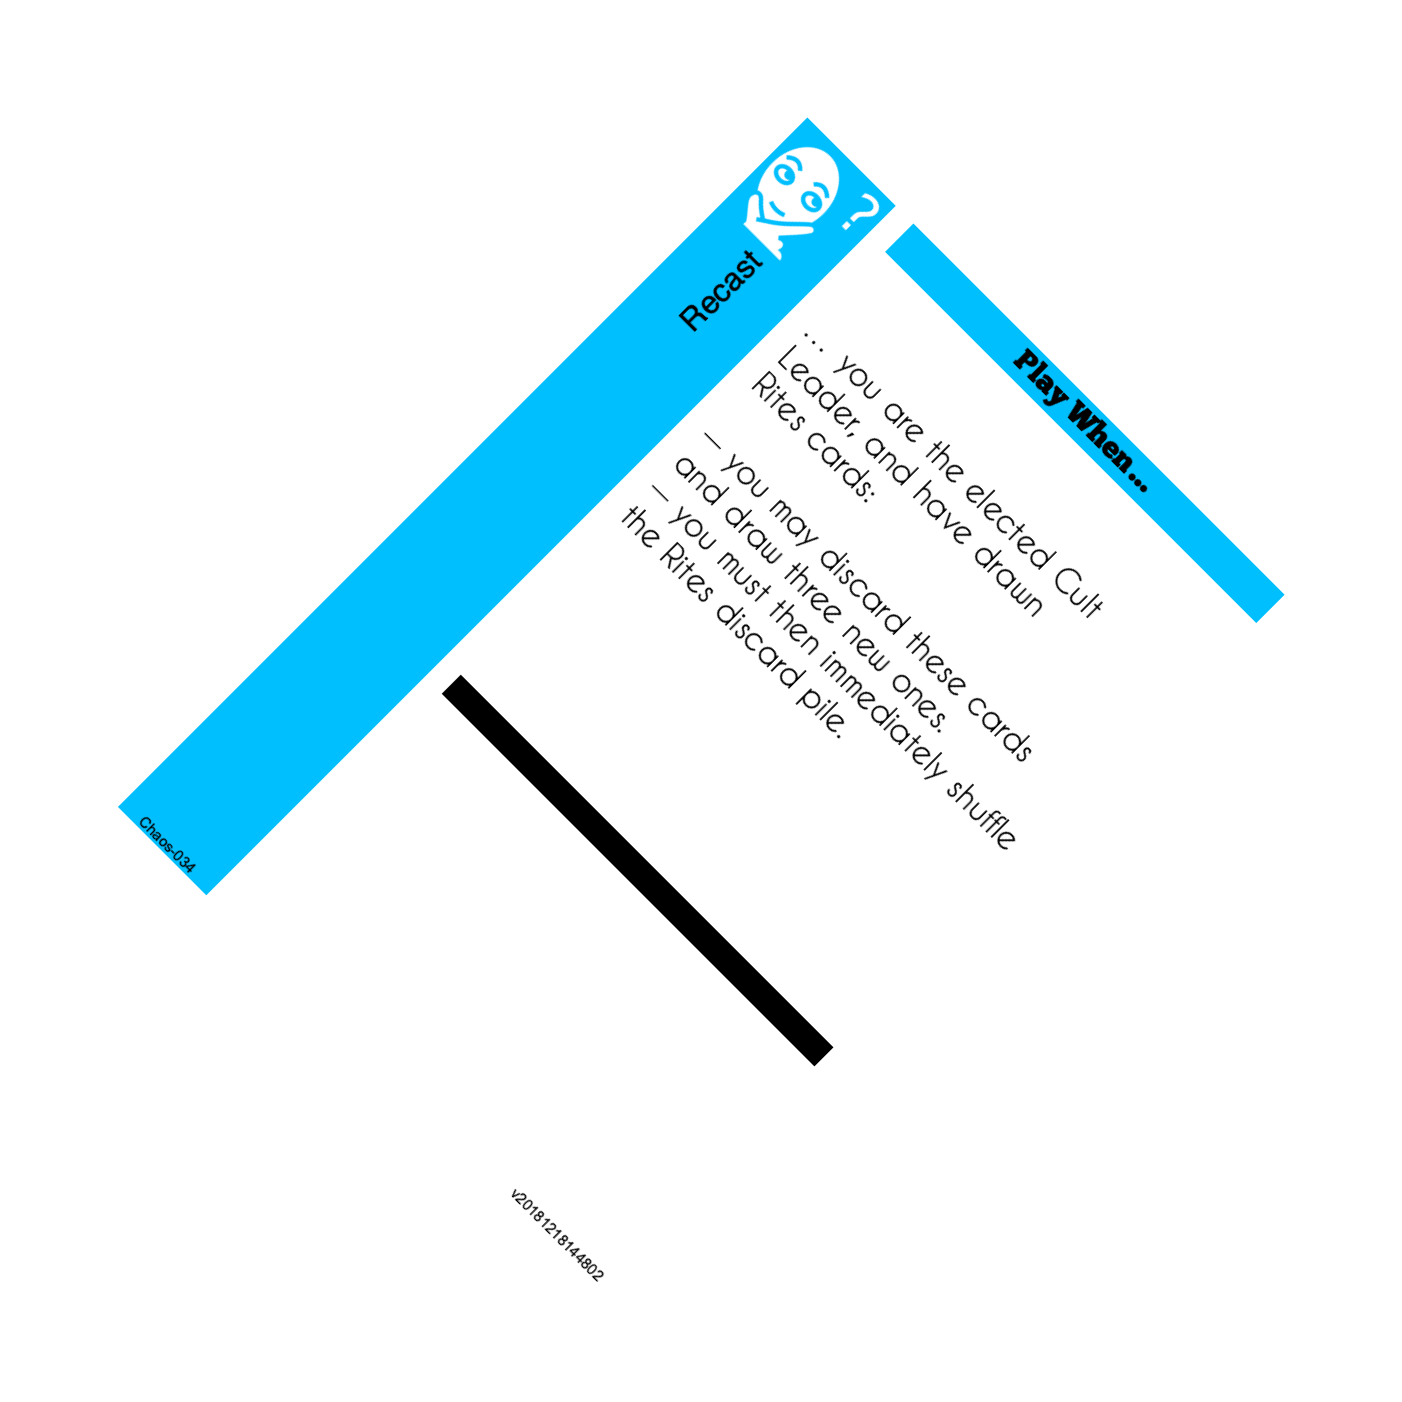 ?
Recast
Play When...
... you are the elected Cult
Leader, and have drawn
Rites cards:
– you may discard these cards
and draw three new ones.
– you must then immediately shuffle
the Rites discard pile.
Chaos-034
v20181218144802